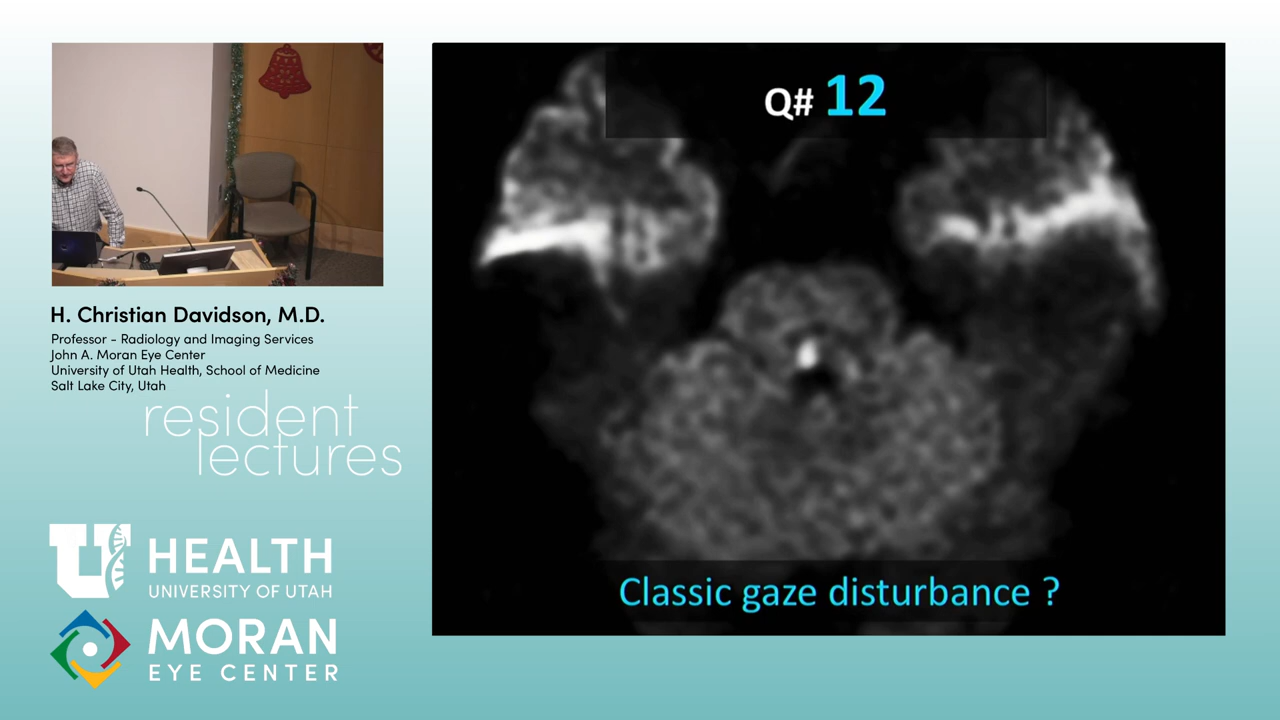 Q# 12
Classic gaze disturbance ?
H. Christian Davidson, M.D.
Professor - Radiology and Imaging Services
John A. Moran Eye Center
University of Utah Health, School of Medicine
Salt Lake City, Utah
resident
lectures
U
HEALTH
UNIVERSITY OF UTAH
MORAN
EYE CENTER